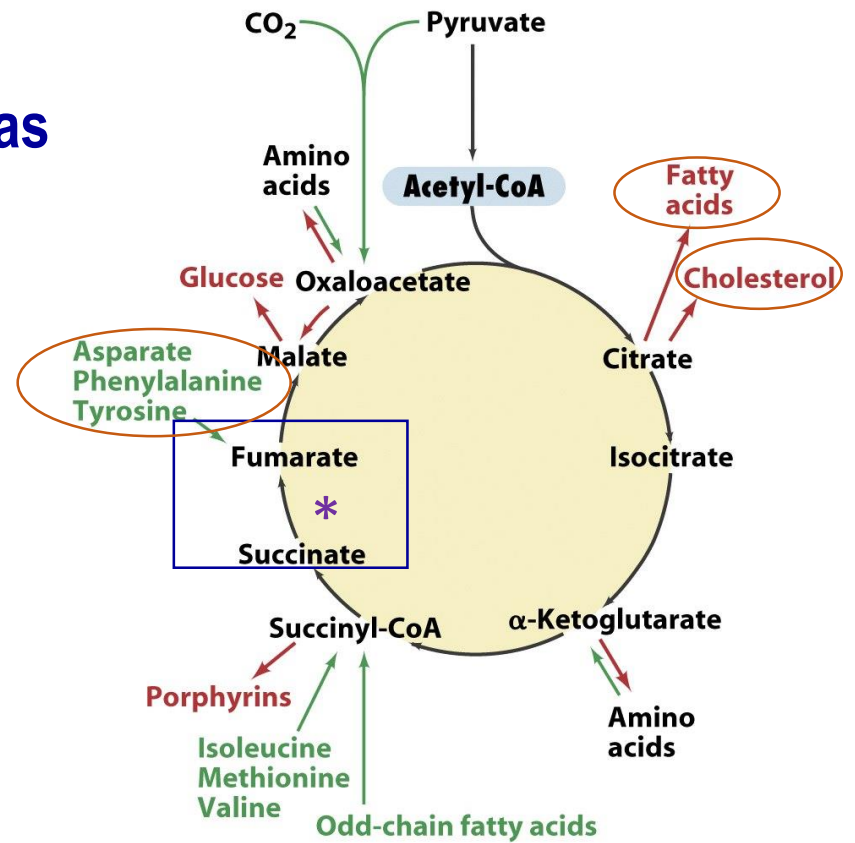 CO₂
Pyruvate
as
Amino
acids
Acetyl-CoA
Fatty
acids
Glucose
Oxaloacetate
Cholesterol
Asparate
Phenylalanine
Tyrosine
Malate
Citrate
Fumarate
Isocitrate
*
Succinate
Succinyl-CoA
α-Ketoglutarate
Porphyrins
Amino
acids
Isoleucine
Methionine
Valine
Odd-chain fatty acids